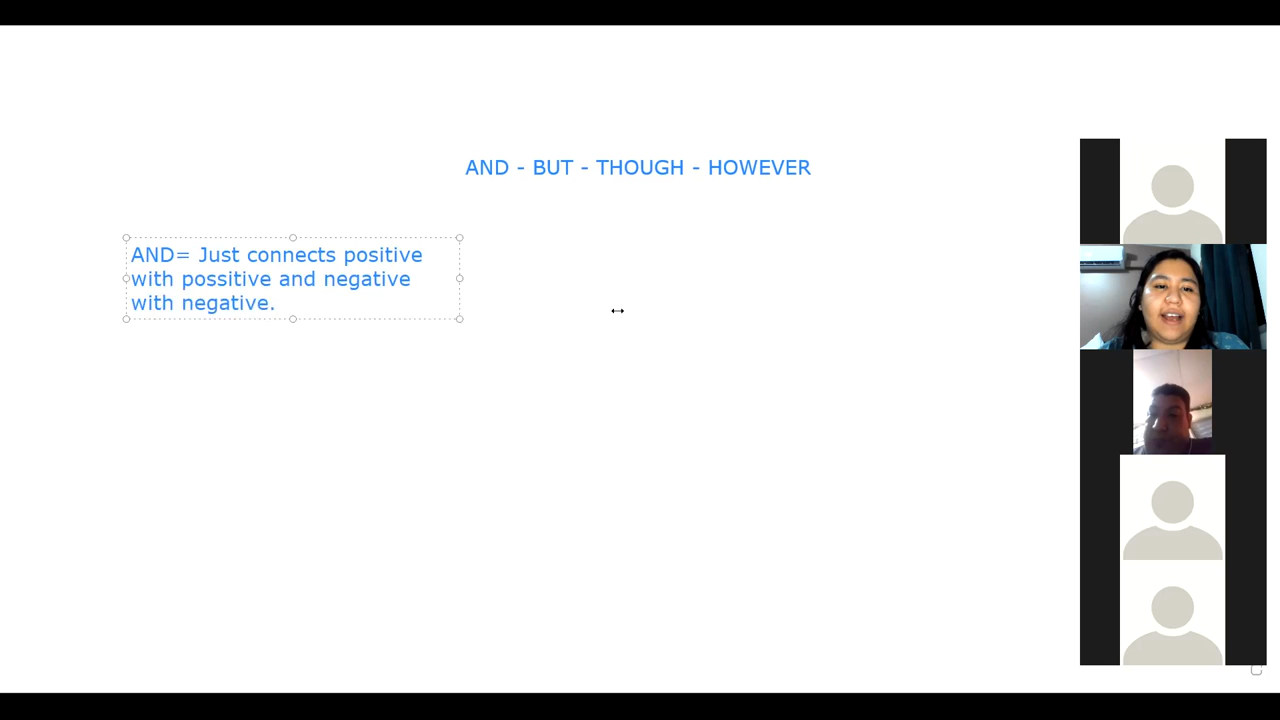 AND - BUT - THOUGH - HOWEVER
AND= Just connects positive
with possitive and negative
with negative.